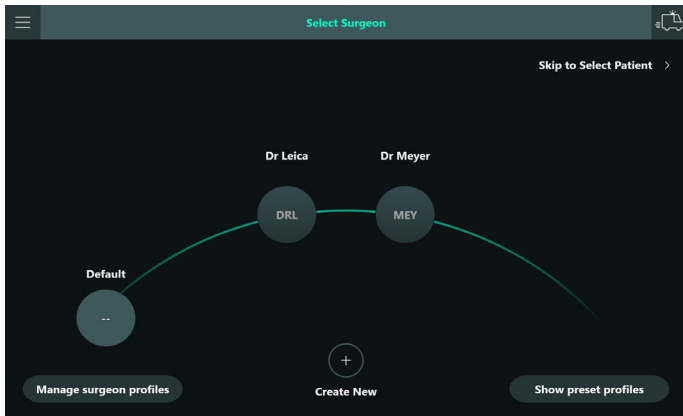 Select Surgeon
Skip to Select Patient
Dr Leica
Dr Meyer
DRL
MEY
Default
--
Manage surgeon profiles
Create New
Show preset profiles